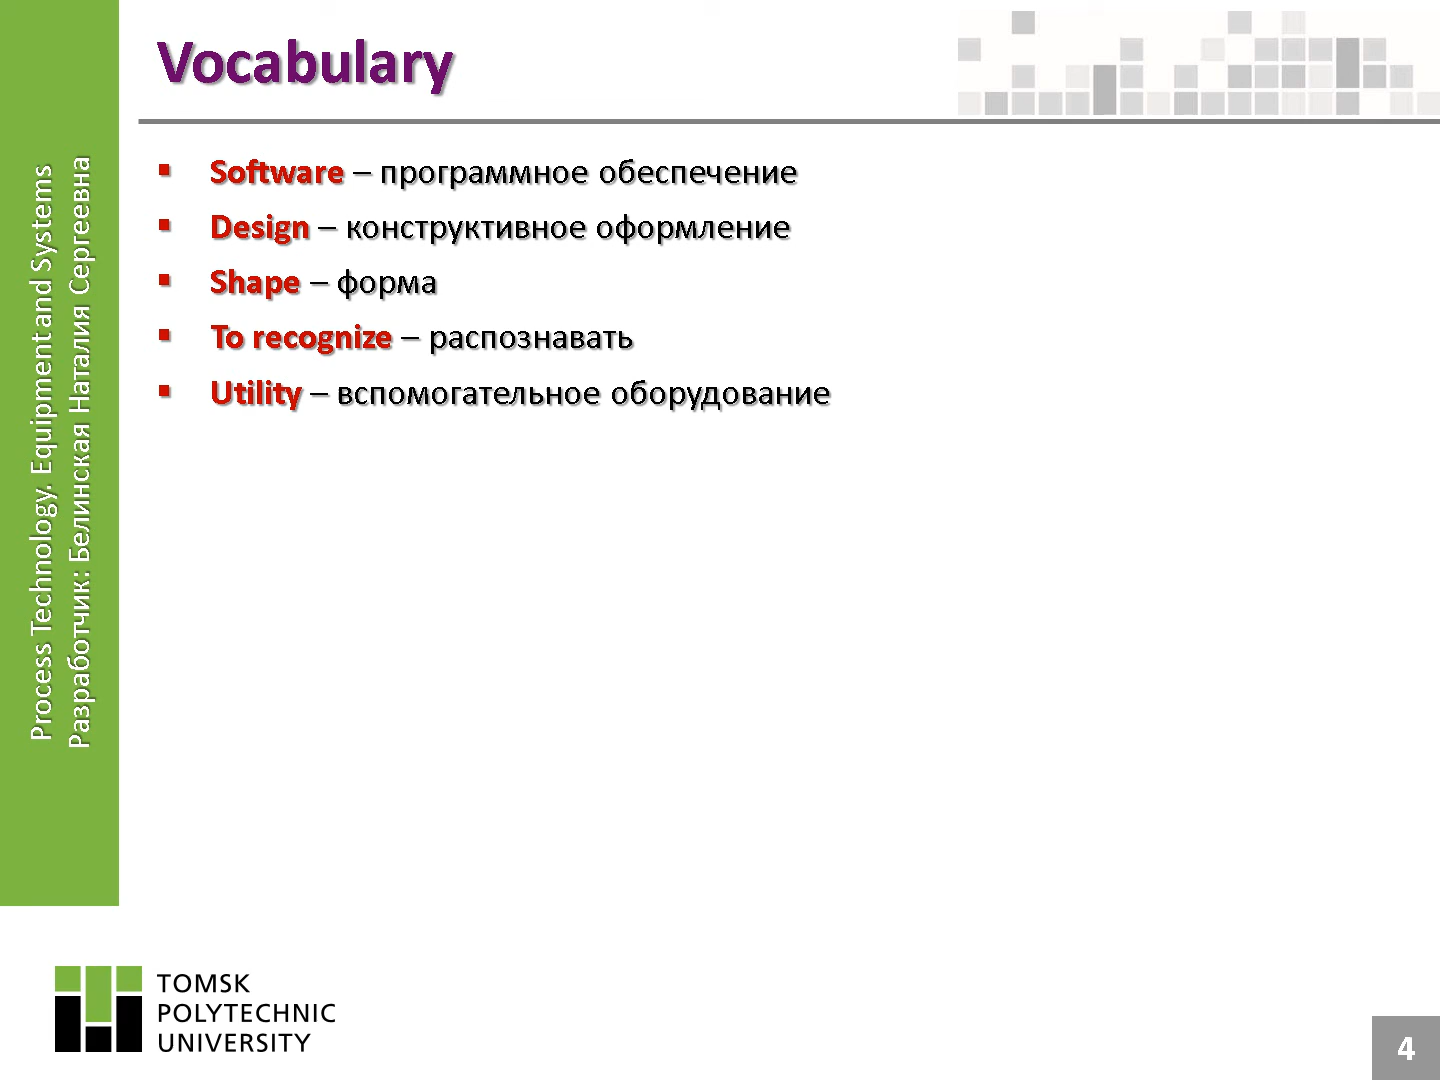 Vocabulary
Software – программное обеспечение
Design – конструктивное оформление
Shape – форма
To recognize – распознавать
Utility – вспомогательное оборудование
Process Technology. Equipment and Systems
Разработчик: Белинская Наталия Сергеевна
TOMSK
POLYTECHNIC
UNIVERSITY
4